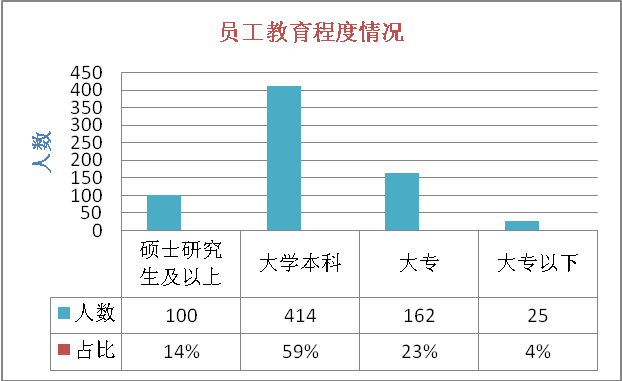 员工教育程度情况
人数
450
400
350
300
250
200
150
100
50
0
硕士研究
生及以上
大学本科
大专
大专以下
人数 100 414 162 25
占比 14% 59% 23% 4%